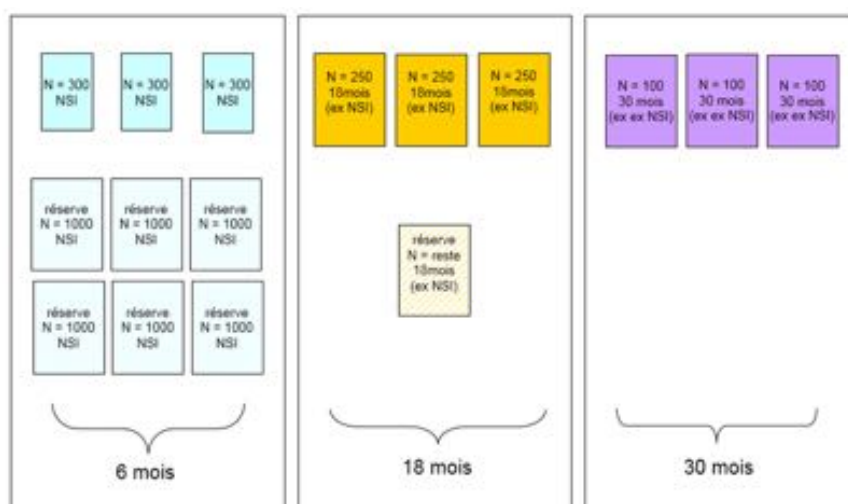 N = 300
NSI
N = 300
NSI
N = 300
NSI
réserve
N = 1000
NSI
réserve
N = 1000
NSI
réserve
N = 1000
NSI
réserve
N = 1000
NSI
réserve
N = 1000
NSI
réserve
N = 1000
NSI
6 mois
N = 250
18mois
(ex NSI)
N = 250
18mois
(ex NSI)
N = 250
18mois
(ex NSI)
réserve
N = reste
18mois
(ex NSI)
18 mois
N = 100
30 mois
(ex ex NSI)
N = 100
30 mois
(ex ex NSI)
N = 100
30 mois
(ex ex NSI)
30 mois